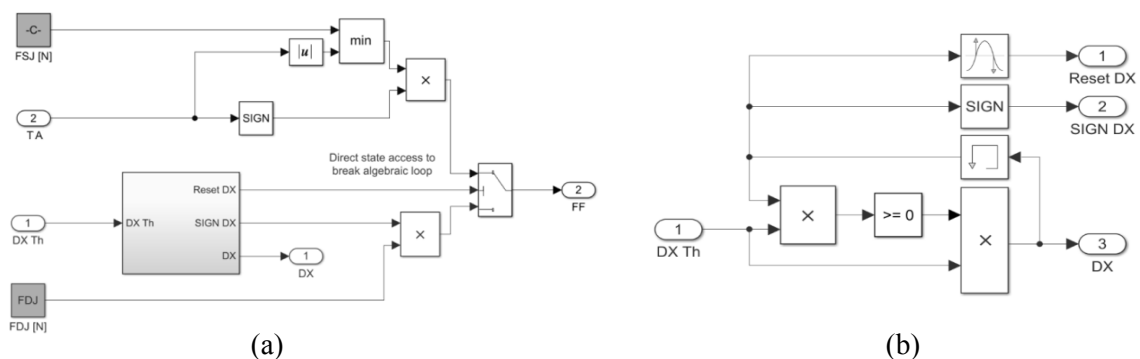 -C-
FSJ [N]
|u|
min
×
2
T A
SIGN
Direct state access to
break algebraic loop
Reset DX
1
DX Th
DX Th
SIGN DX
DX
×
2
FF
1
DX
FDJ
FDJ [N]
(a)
1
Reset DX
SIGN
2
SIGN DX
1
DX Th
×
>= 0
×
3
DX
(b)